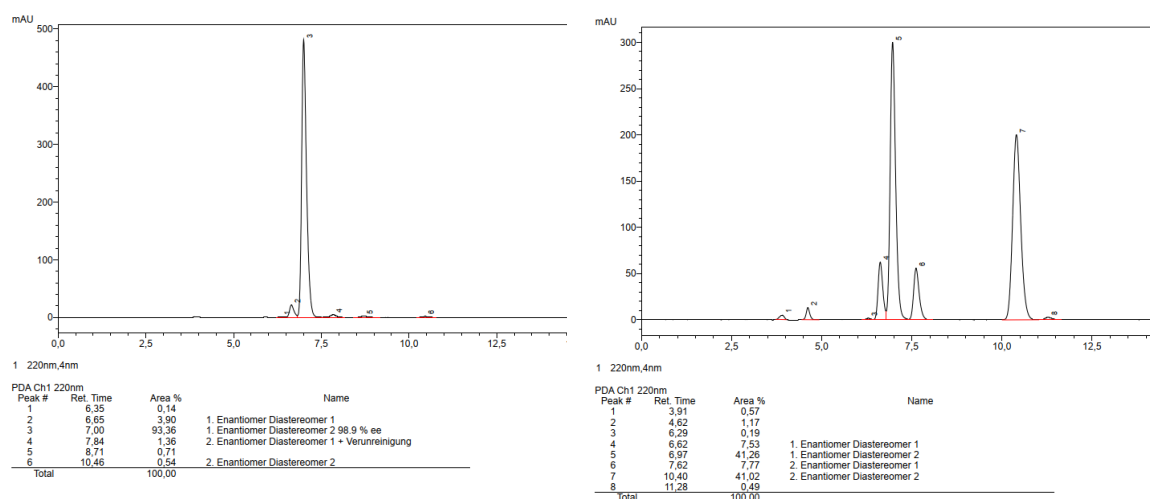 mAU
500
3
400
300
200
100
2
1
4
5
6
0
0,0 2,5 5,0 7,5 10,0 12,5
1 220nm,4nm
PDA Ch1 220nm
Peak # Ret. Time Area % Name
1 6,35 0,14
2 6,65 3,90 1. Enantiomer Diastereomer 1
3 7,00 93,36 1. Enantiomer Diastereomer 2 98.9 % ee
4 7,84 1,36 2. Enantiomer Diastereomer 1 + Verunreinigung
5 8,71 0,71
6 10,46 0,54 2. Enantiomer Diastereomer 2
Total 100,00
mAU
300
5
250
200
7
150
100
50
4
6
2
1
3
8
0
0,0 2,5 5,0 7,5 10,0 12,5
1 220nm,4nm
PDA Ch1 220nm
Peak # Ret. Time Area % Name
1 3,91 0,57
2 4,62 1,17
3 6,29 0,19
4 6,62 7,53 1. Enantiomer Diastereomer 1
5 6,97 41,26 1. Enantiomer Diastereomer 2
6 7,62 7,77 2. Enantiomer Diastereomer 1
7 10,40 41,02 2. Enantiomer Diastereomer 2
8 11,28 0,49
Total 100,00